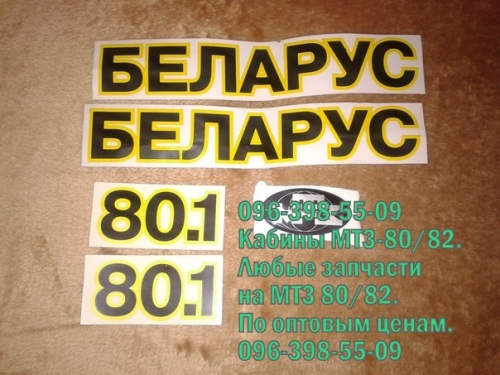 БЕЛАРУС
БЕЛАРУС
80.1
80.1
096-398-55-09
Кабины МТЗ-80/82.
Любые запчасти
на МТЗ 80/82.
По оптовым ценам.
096-398-55-09